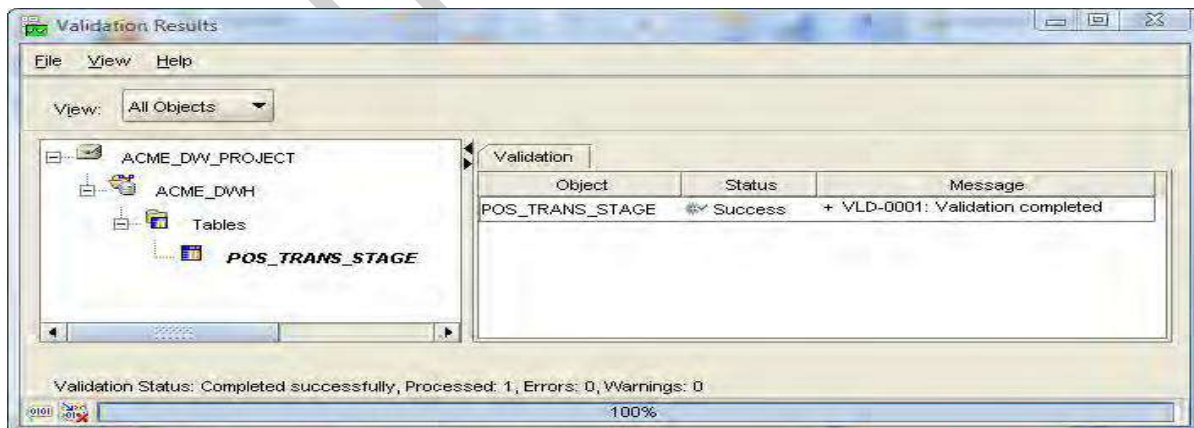 Validation Results
File View Help
View: All Objects
ACME_DW_PROJECT
ACME_DWH
Tables
POS_TRANS_STAGE
Validation
Object Status Message
POS_TRANS_STAGE Success + VLD-0001: Validation completed
Validation Status: Completed successfully, Processed: 1, Errors: 0, Warnings: 0
100%